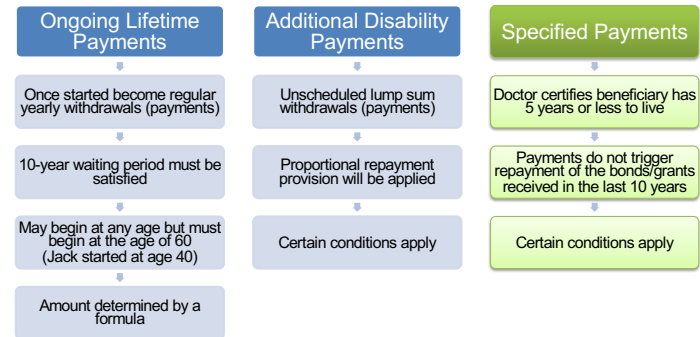 Ongoing Lifetime
Payments
Once started become regular
yearly withdrawals (payments)
10-year waiting period must be
satisfied
May begin at any age but must
begin at the age of 60
(Jack started at age 40)
Amount determined by a
formula
Additional Disability
Payments
Unscheduled lump sum
withdrawals (payments)
Proportional repayment
provision will be applied
Certain conditions apply
Specified Payments
Doctor certifies beneficiary has
5 years or less to live
Payments do not trigger
repayment of the bonds/grants
received in the last 10 years
Certain conditions apply